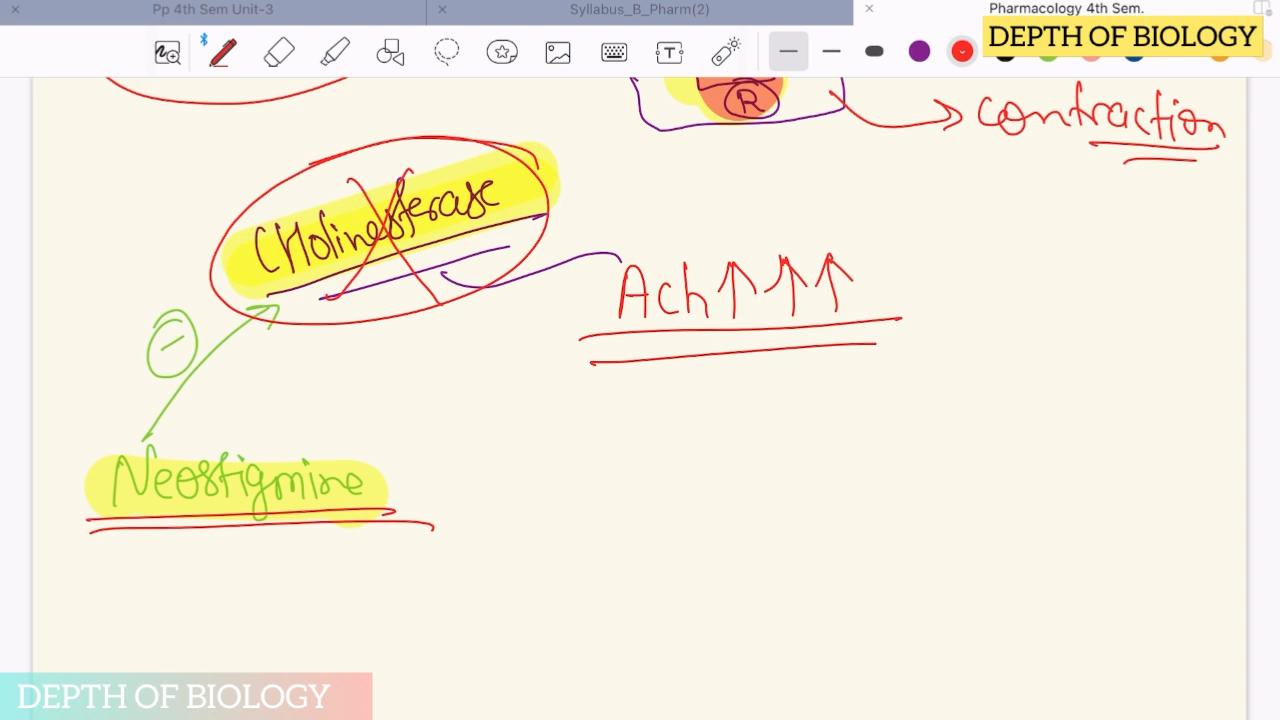 Pp 4th Sem Unit-3
Syllabus_B_Pharm(2)
Pharmacology 4th Sem.
DEPTH OF BIOLOGY
R
contraction
CHolinesterase
Ach↑↑↑
−
Neostigmine
DEPTH OF BIOLOGY